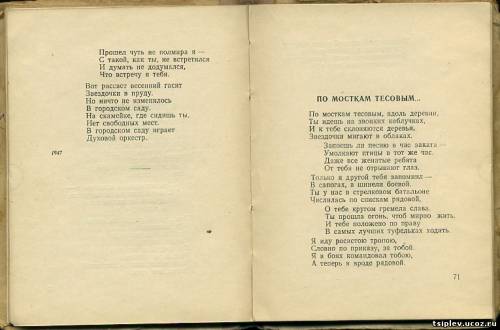 Прошел чуть не полмира я —
С такой, как ты, не встретился
И думать не додумался,
Что встречу я тебя.
Вот рассвет весенний гасит
Звездочки в пруду.
Но ничто не изменилось
В городском саду.
На скамейке, где сидишь ты,
Нет свободных мест.
В городском саду играет
Духовой оркестр.
1947
ПО МОСТКАМ ТЕСОВЫМ...
По мосткам тесовым, вдоль деревни,
Ты идешь на звонких каблучках,
И к тебе склоняются деревья,
Звездочки мигают в облаках.
Запоешь ли песню в час заката —
Умолкают птицы в тот же час.
Даже все женатые ребята
От тебя не отрывают глаз.
Только я другой тебя запомнил —
В сапогах, в шинели боевой.
Ты у нас в стрелковом батальоне
Числилась по спискам рядовой,
О тебе кругом гремела слава.
Ты прошла огонь, чтоб мирно жить,
И тебе положено по праву
В самых лучших туфельках ходить.
Я иду росистою тропою,
Словно по приказу, за тобой.
Я в боях командовал тобою,
А теперь я вроде рядовой.
71
tsiplev.ucoz.ru